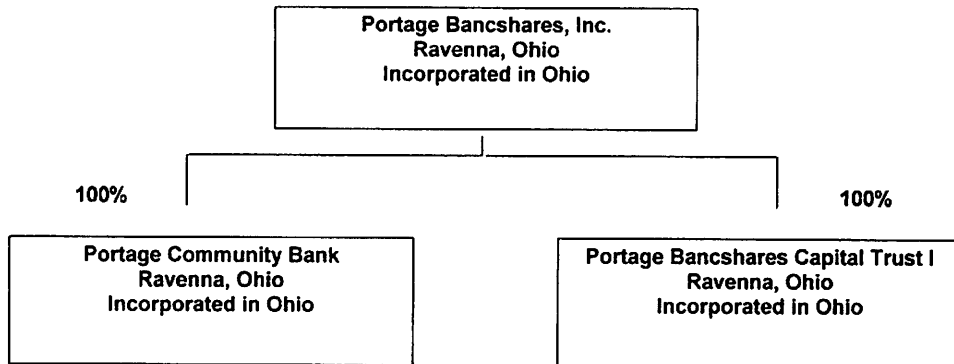 Portage Bancshares, Inc.
Ravenna, Ohio
Incorporated in Ohio
100%
100%
Portage Community Bank
Ravenna, Ohio
Incorporated in Ohio
Portage Bancshares Capital Trust I
Ravenna, Ohio
Incorporated in Ohio